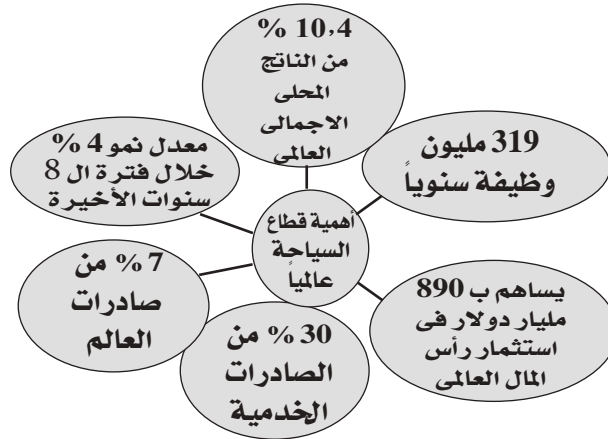 10,4 %
من الناتج
المحلى
الاجمالى
العالمى
319 مليون
وظيفة سنوياً
معدل نمو 4 %
خلال فترة ال 8
سنوات الأخيرة
أهمية قطاع
السياحة
عالمياً
7 % من
صادرات
العالم
يساهم ب 890
مليار دولار فى
استثمار رأس
المال العالمى
30 % من
الصادرات
الخدمية